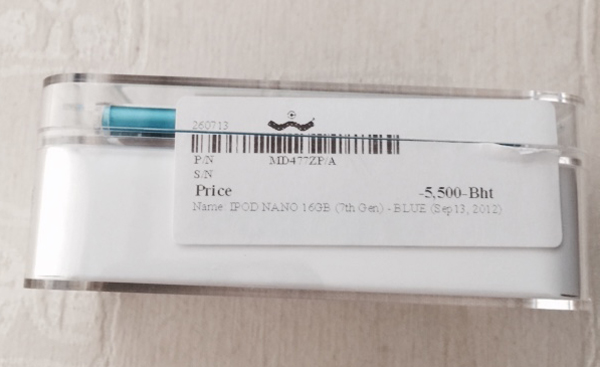 260713
P/N MD477ZP/A
S/N
Price -5,500-Bht
Name: IPOD NANO 16GB (7th Gen) - BLUE (Sep13, 2012)